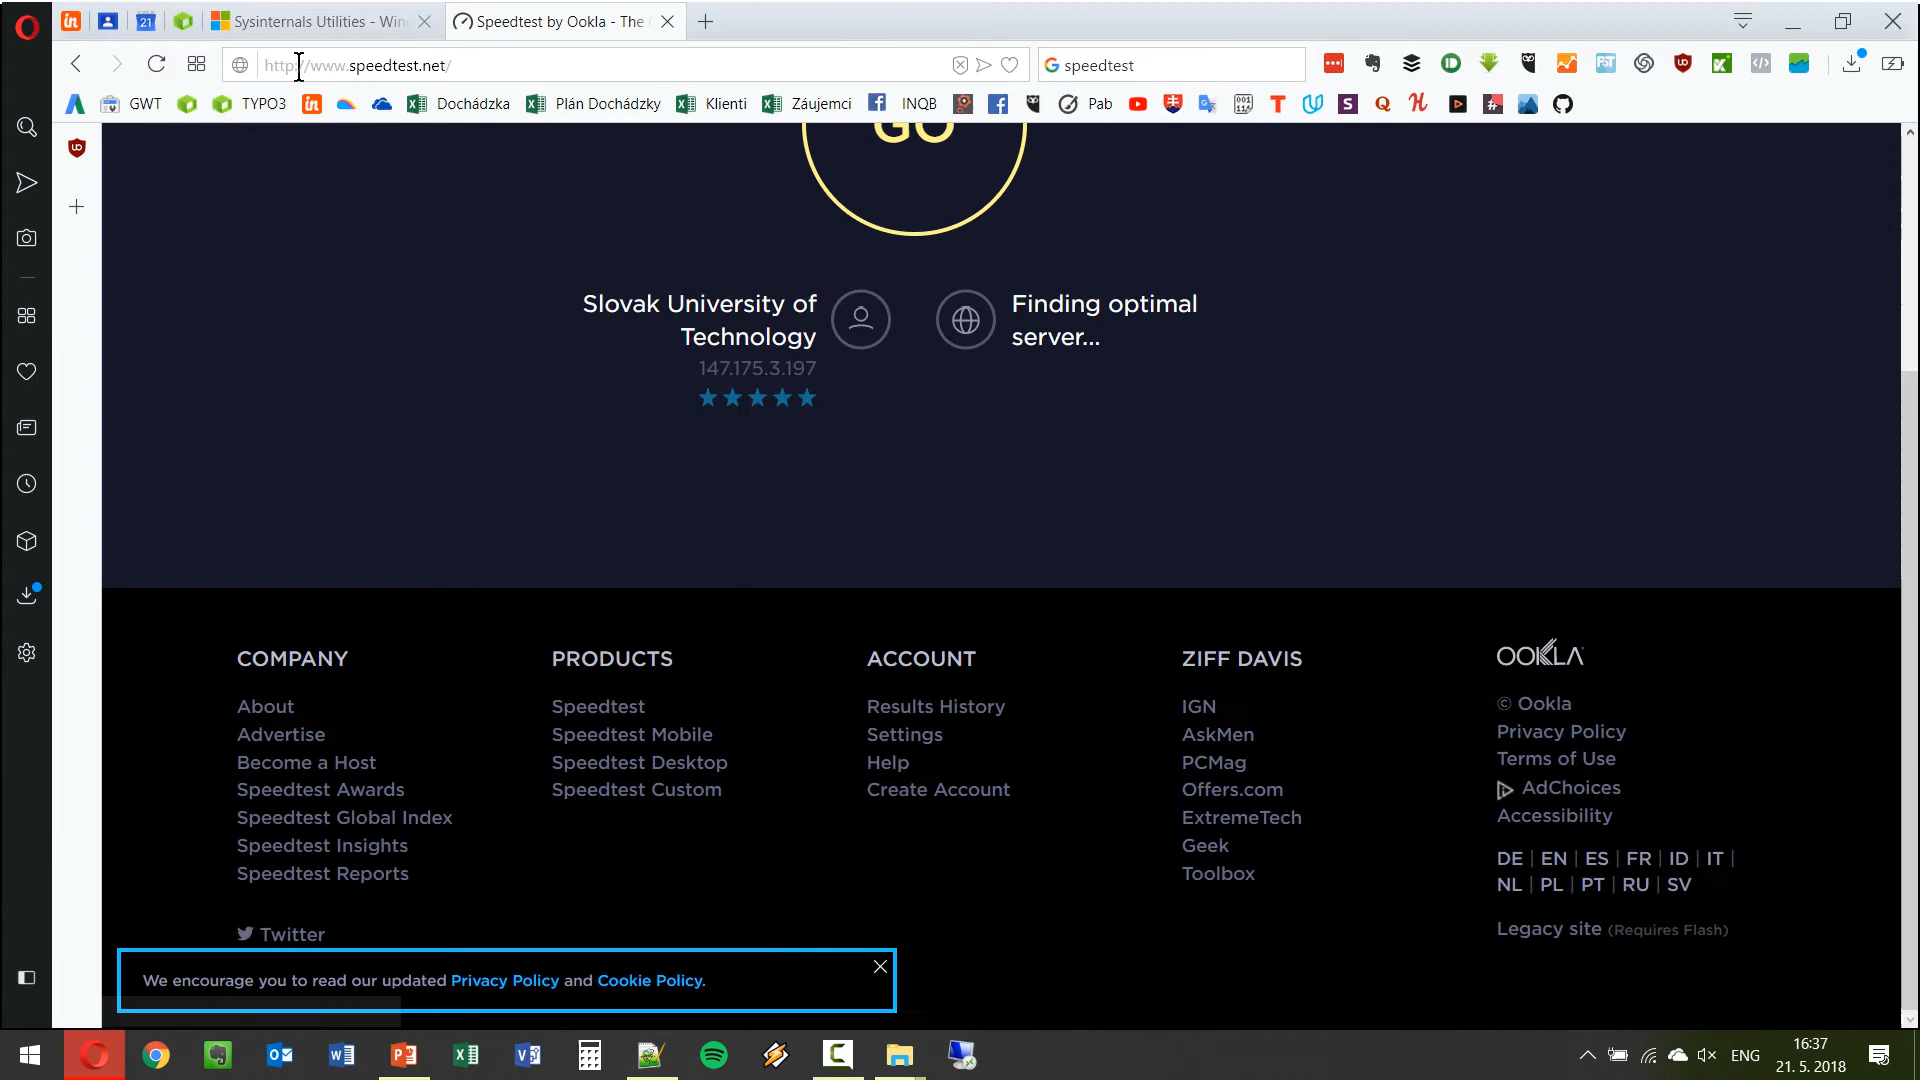 Sysinternals Utilities - Win
Speedtest by Ookla - The
http://www.speedtest.net/
speedtest
GWT
TYPO3
Dochádzka
Plán Dochádzky
Klienti
Záujemci
INQB
Pab
GO
Slovak University of
Technology
147.175.3.197
Finding optimal
server...
COMPANY
About
Advertise
Become a Host
Speedtest Awards
Speedtest Global Index
Speedtest Insights
Speedtest Reports
Twitter
PRODUCTS
Speedtest
Speedtest Mobile
Speedtest Desktop
Speedtest Custom
ACCOUNT
Results History
Settings
Help
Create Account
ZIFF DAVIS
IGN
AskMen
PCMag
Offers.com
ExtremeTech
Geek
Toolbox
OOKLA
© Ookla
Privacy Policy
Terms of Use
AdChoices
Accessibility
DE | EN | ES | FR | ID | IT |
NL | PL | PT | RU | SV
Legacy site (Requires Flash)
We encourage you to read our updated Privacy Policy and Cookie Policy.
ENG
16:37
21. 5. 2018